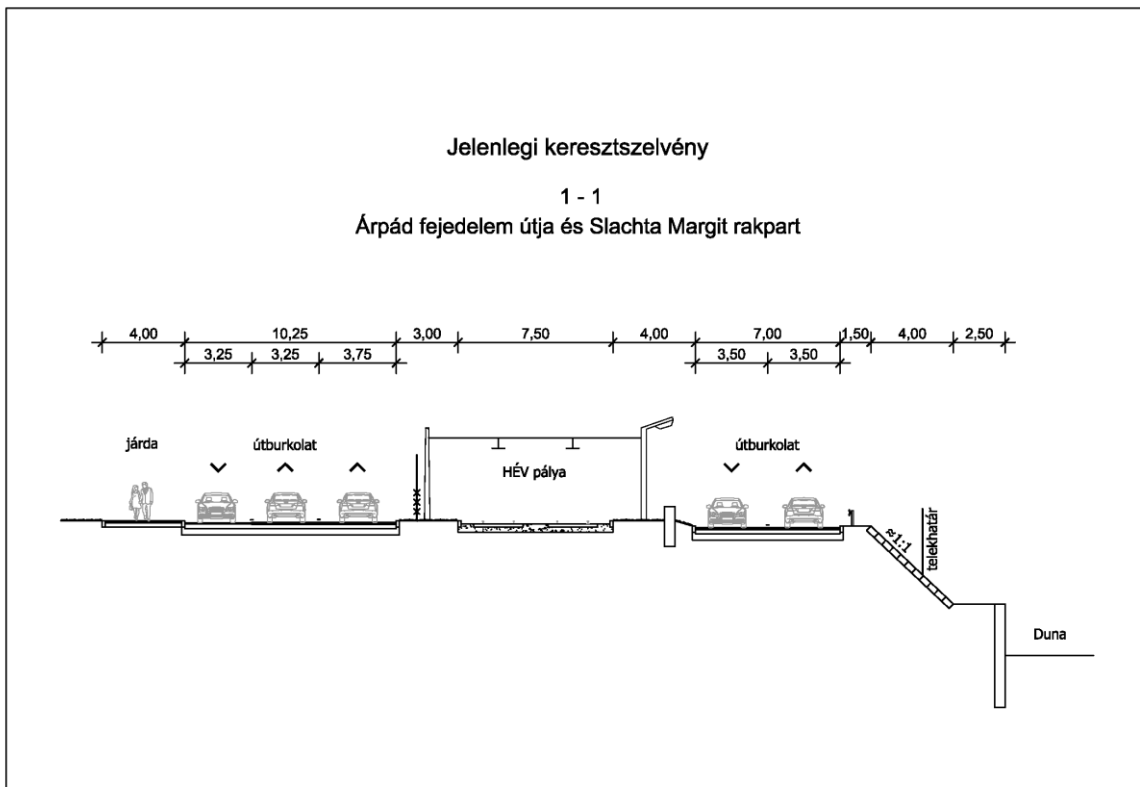 Jelenlegi keresztszelvény
1 - 1
Árpád fejedelem útja és Slachta Margit rakpart
4,00 10,25 3,00 7,50 4,00 7,00 1,50 4,00 2,50
3,25 3,25 3,75 3,50 3,50
járda útburkolat HÉV pálya útburkolat
≈1:1
telekhatár
Duna